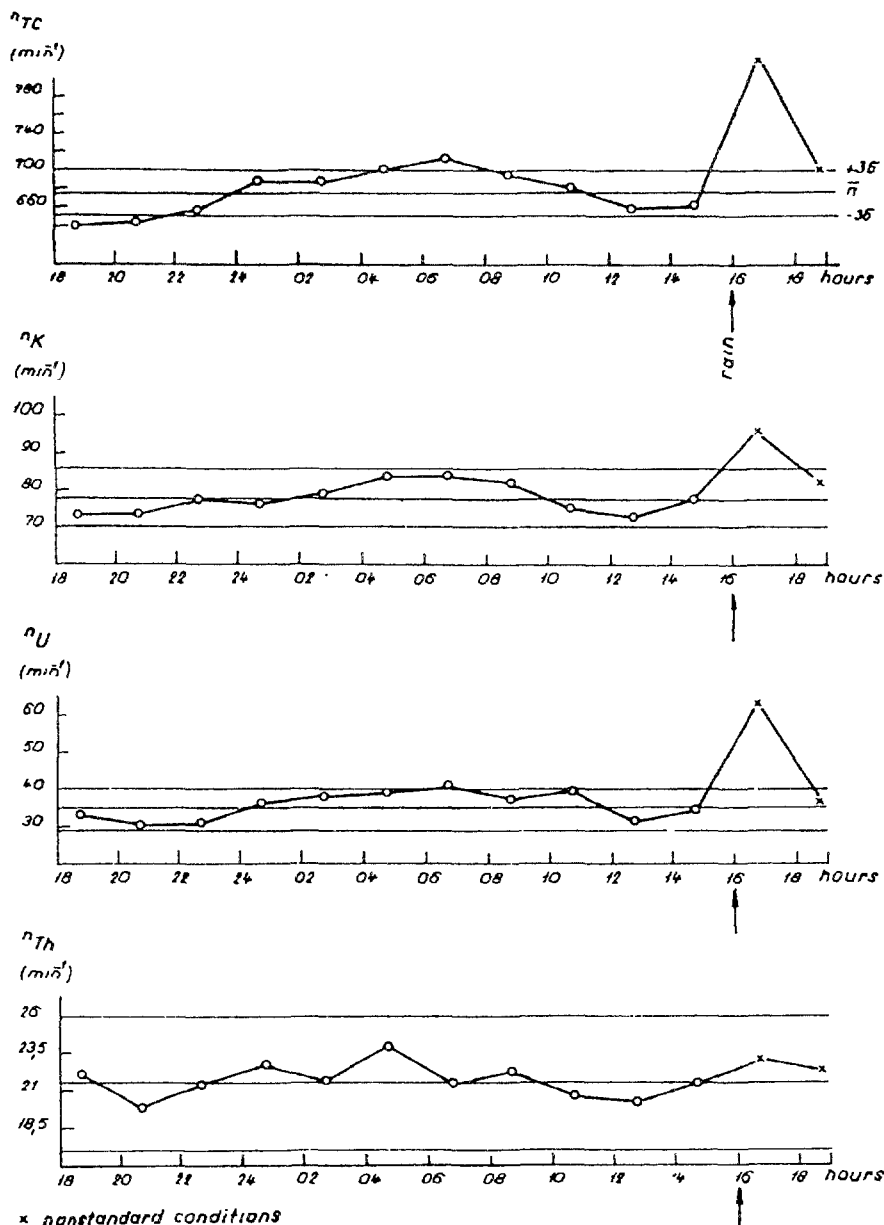 nTC
(min̄¹)
780
740
700
660
+3σ
n̄
-3σ
18 20 22 24 02 04 06 08 10 12 14 16 18 hours
rain
nK
(min̄¹)
100
90
80
70
18 20 22 24 02 04 06 08 10 12 14 16 18 hours
nU
(min̄¹)
60
50
40
30
18 20 22 24 02 04 06 08 10 12 14 16 18 hours
nTh
(min̄¹)
26
23,5
21
18,5
18 20 22 24 02 04 06 08 10 12 14 16 18 hours
x nonstandard conditions